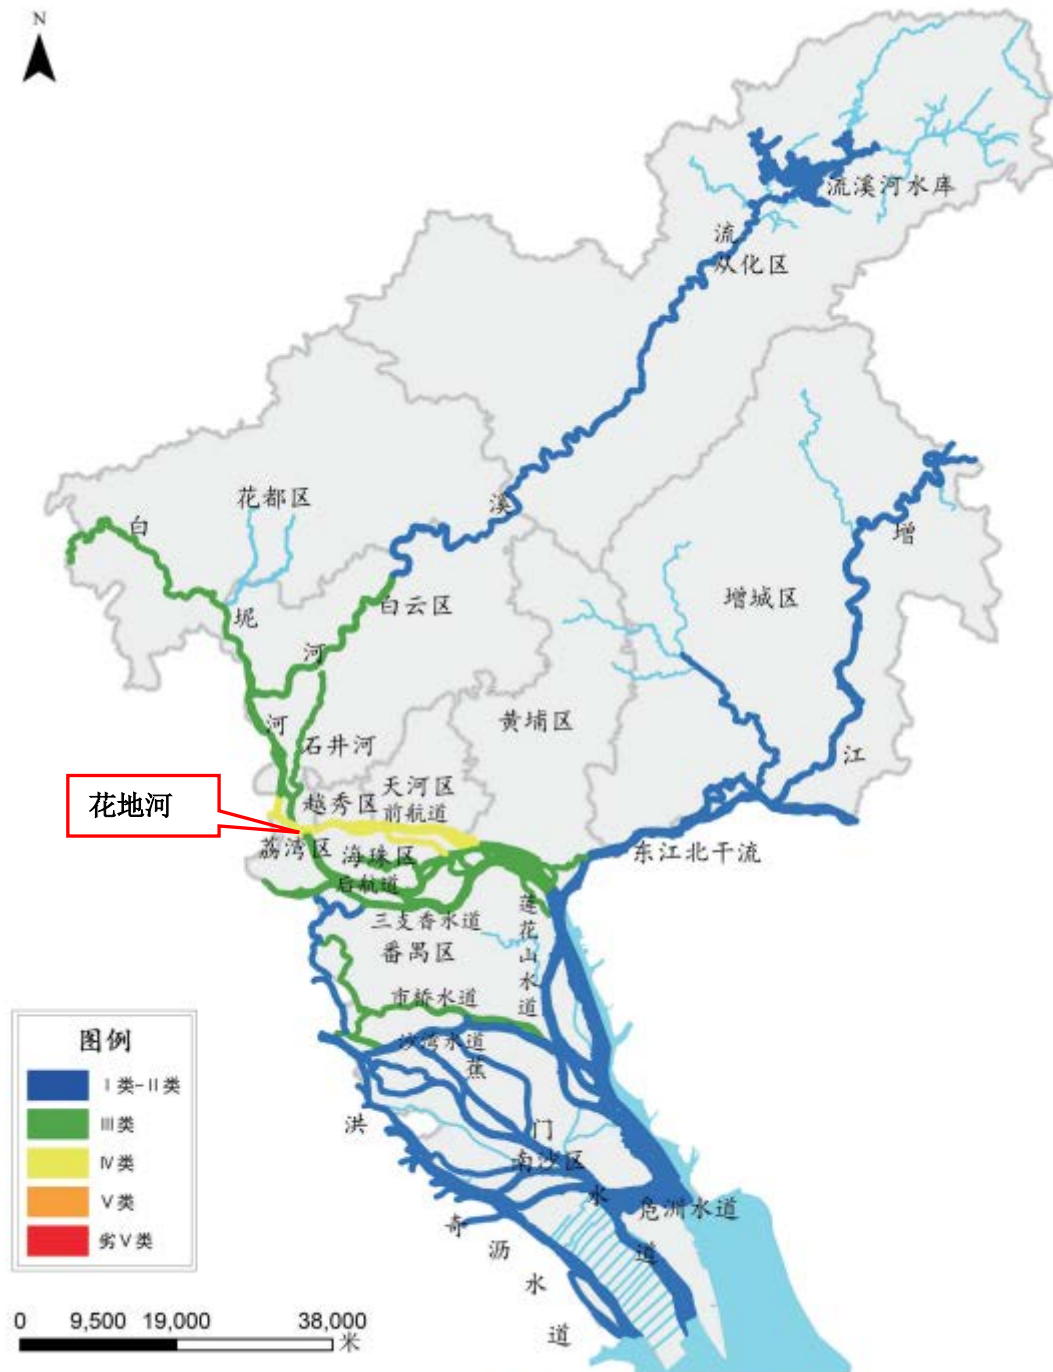 N
流溪河水库
流
从化区
花都区
白
溪
增
坭
白云区
增城区
河
河
石井河
黄埔区
江
花地河
天河区
越秀区
前航道
荔湾区
海珠区
后航道
东江北干流
三支香水道
莲花山水道
番禺区
市桥水道
沙湾水道
蕉
洪
门
南沙区
水
凫洲水道
道
奇
沥
水
道
图例
Ⅰ类-Ⅱ类
Ⅲ类
Ⅳ类
Ⅴ类
劣Ⅴ类
0 9,500 19,000 38,000
米